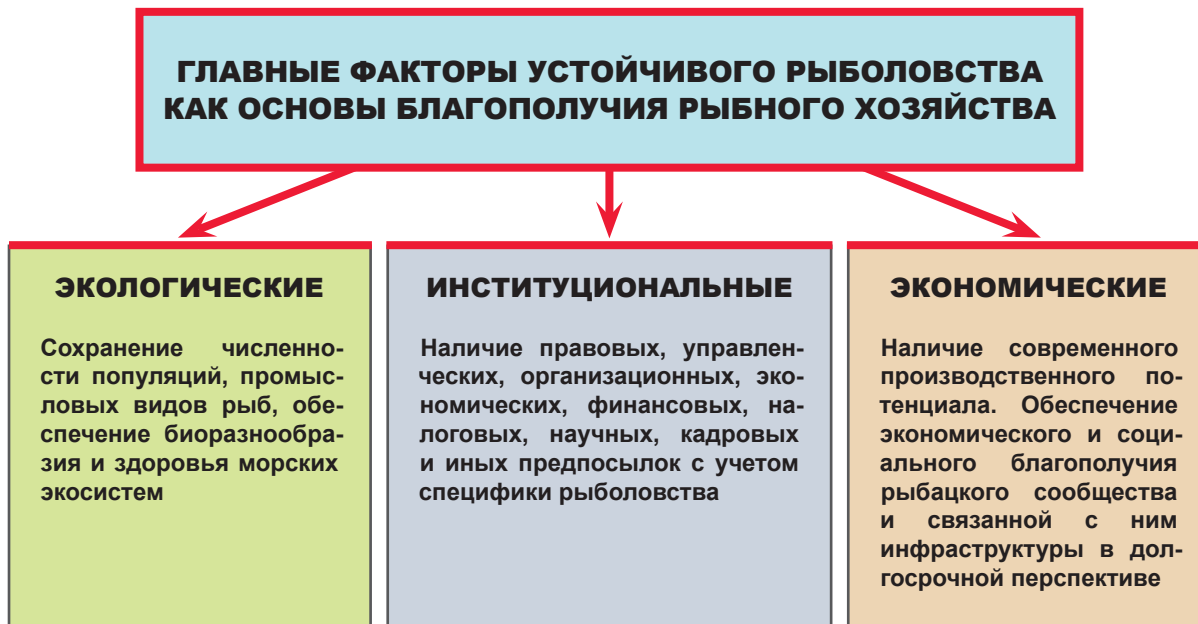 ГЛАВНЫЕ ФАКТОРЫ УСТОЙЧИВОГО РЫБОЛОВСТВА
КАК ОСНОВЫ БЛАГОПОЛУЧИЯ РЫБНОГО ХОЗЯЙСТВА
ЭКОЛОГИЧЕСКИЕ
Сохранение численно-
сти популяций, промыс-
ловых видов рыб, обе-
спечение биоразнообра-
зия и здоровья морских
экосистем
ИНСТИТУЦИОНАЛЬНЫЕ
Наличие правовых, управлен-
ческих, организационных, эко-
номических, финансовых, на-
логовых, научных, кадровых
и иных предпосылок с учетом
специфики рыболовства
ЭКОНОМИЧЕСКИЕ
Наличие современного
производственного по-
тенциала. Обеспечение
экономического и соци-
ального благополучия
рыбацкого сообщества
и связанной с ним
инфраструктуры в дол-
госрочной перспективе